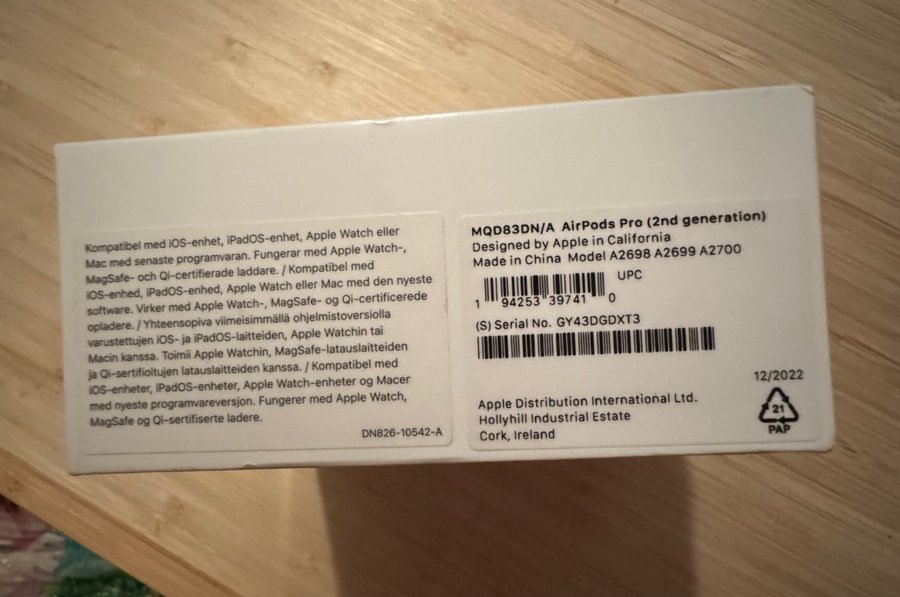 Kompatibel med iOS-enhet, iPadOS-enhet, Apple Watch eller
Mac med senaste programvaran. Fungerar med Apple Watch-,
MagSafe- och Qi-certifierade laddare. / Kompatibel med
iOS-enhed, iPadOS-enhed, Apple Watch eller Mac med den nyeste
software. Virker med Apple Watch-, MagSafe- og Qi-certificerede
opladere. / Yhteensopiva viimeisimmällä ohjelmistoversiolla
varustettujen iOS- ja iPadOS-laitteiden, Apple Watchin tai
Macin kanssa. Toimii Apple Watchin, MagSafe-latauslaitteiden
ja Qi-sertifioitujen latauslaitteiden kanssa. / Kompatibel med
iOS-enheter, iPadOS-enheter, Apple Watch-enheter og Macer
med nyeste programvareversjon. Fungerer med Apple Watch,
MagSafe og Qi-sertifiserte ladere.
DN826-10542-A
MQD83DN/A AirPods Pro (2nd generation)
Designed by Apple in California
Made in China Model A2698 A2699 A2700
UPC
1 94253 39741 0
(S) Serial No. GY43DGDXT3
12/2022
Apple Distribution International Ltd.
Hollyhill Industrial Estate
Cork, Ireland
21
PAP